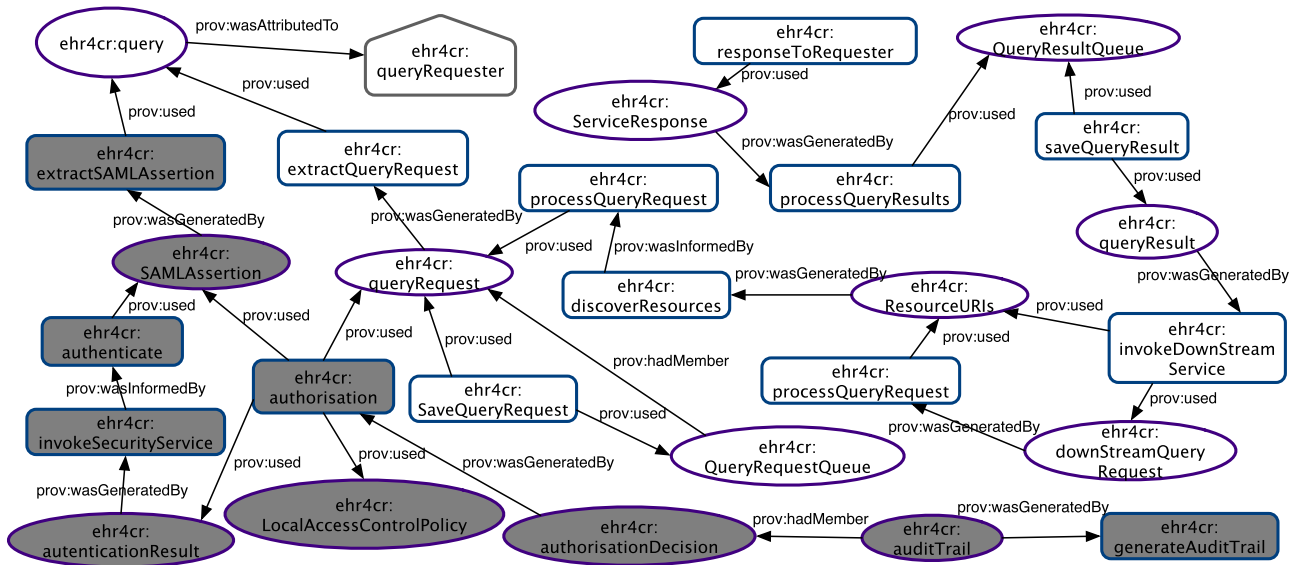 ehr4cr:query
prov:wasAttributedTo
ehr4cr:
queryRequester
ehr4cr:
responseToRequester
ehr4cr:
QueryResultQueue
prov:used
prov:used
prov:used
ehr4cr:
ServiceResponse
prov:used
prov:used
ehr4cr:
extractSAMLAssertion
ehr4cr:
extractQueryRequest
prov:wasGeneratedBy
ehr4cr:
saveQueryResult
ehr4cr:
processQueryRequest
ehr4cr:
processQueryResults
prov:used
prov:wasGeneratedBy
prov:wasGeneratedBy
ehr4cr:
queryResult
ehr4cr:
SAMLAssertion
ehr4cr:
queryRequest
prov:used
prov:wasInformedBy
prov:wasGeneratedBy
prov:wasGeneratedBy
ehr4cr:
discoverResources
ehr4cr:
ResourceURIs
prov:used
prov:used
prov:used
prov:used
prov:used
prov:used
ehr4cr:
authenticate
ehr4cr:
invokeDownStream
Service
prov:hadMember
ehr4cr:
authorisation
ehr4cr:
SaveQueryRequest
ehr4cr:
processQueryRequest
prov:wasInformedBy
prov:used
prov:used
ehr4cr:
invokeSecurityService
prov:wasGeneratedBy
ehr4cr:
downStreamQuery
Request
prov:used
prov:used
prov:wasGeneratedBy
ehr4cr:
QueryRequestQueue
prov:wasGeneratedBy
ehr4cr:
LocalAccessControlPolicy
ehr4cr:
autenticationResult
ehr4cr:
authorisationDecision
prov:hadMember
prov:wasGeneratedBy
ehr4cr:
auditTrail
ehr4cr:
generateAuditTrail